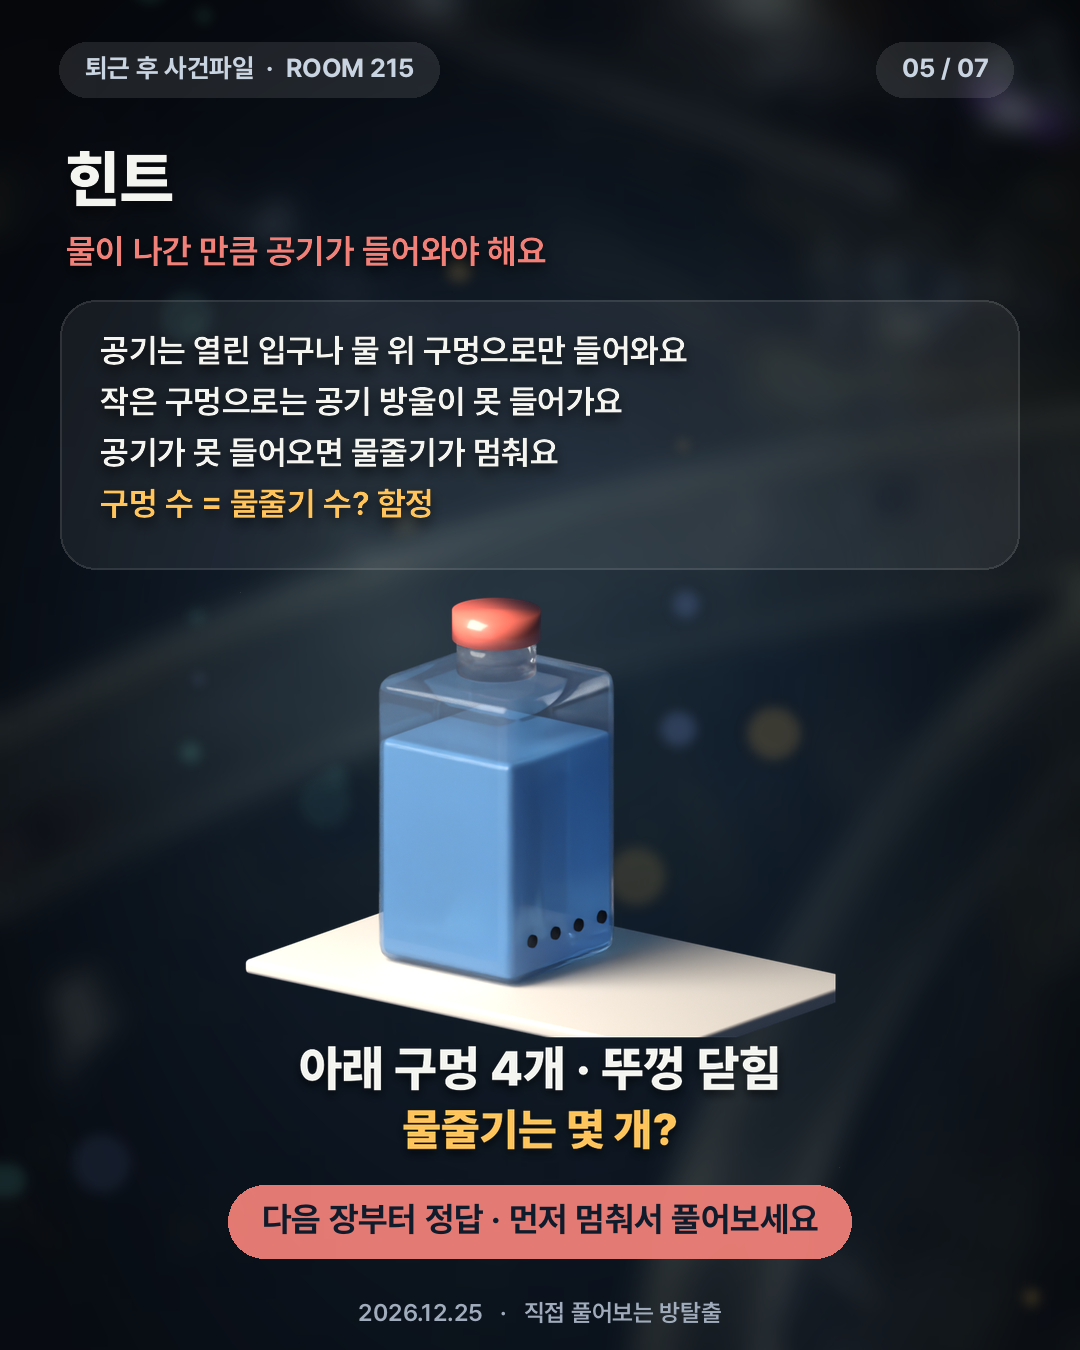 퇴근 후 사건파일 · ROOM 215
05 / 07
힌트
물이 나간 만큼 공기가 들어와야 해요
공기는 열린 입구나 물 위 구멍으로만 들어와요
작은 구멍으로는 공기 방울이 못 들어가요
공기가 못 들어오면 물줄기가 멈춰요
구멍 수 = 물줄기 수? 함정
아래 구멍 4개 · 뚜껑 닫힘
물줄기는 몇 개?
다음 장부터 정답 · 먼저 멈춰서 풀어보세요
2026.12.25 · 직접 풀어보는 방탈출